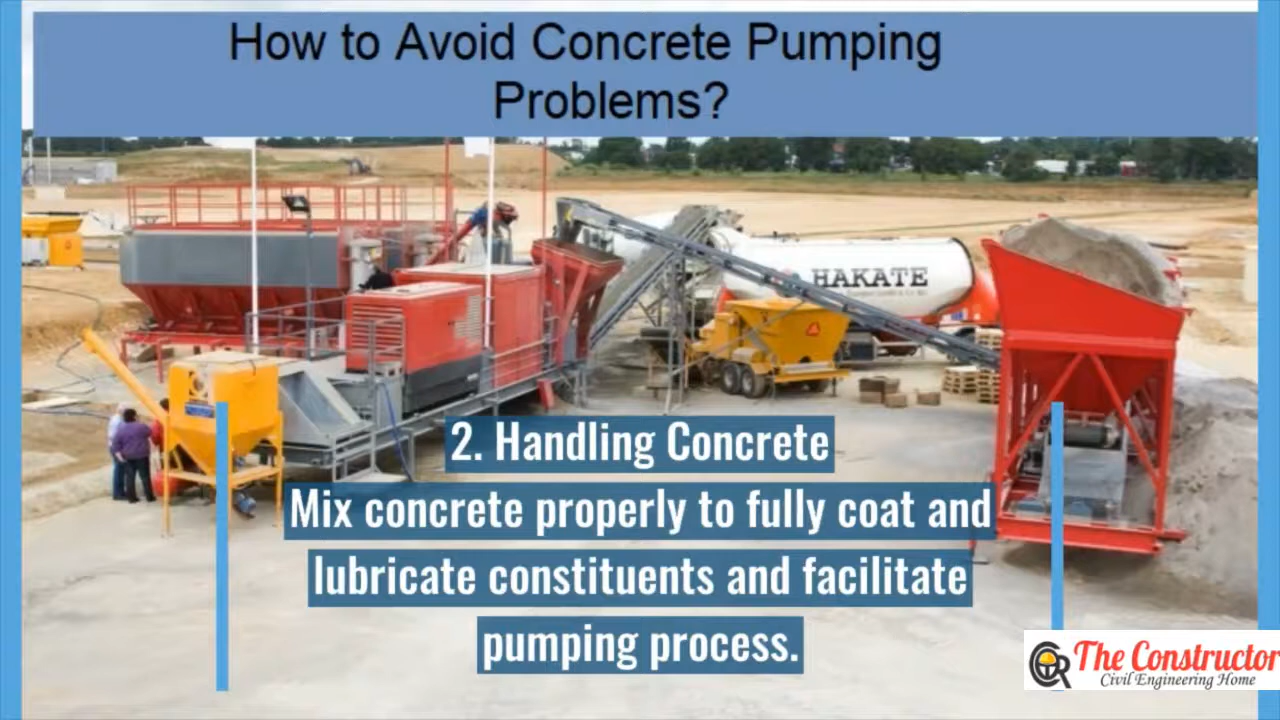 How to Avoid Concrete Pumping
Problems?
HAKATE
2. Handling Concrete
Mix concrete properly to fully coat and
lubricate constituents and facilitate
pumping process.
The Constructor
Civil Engineering Home